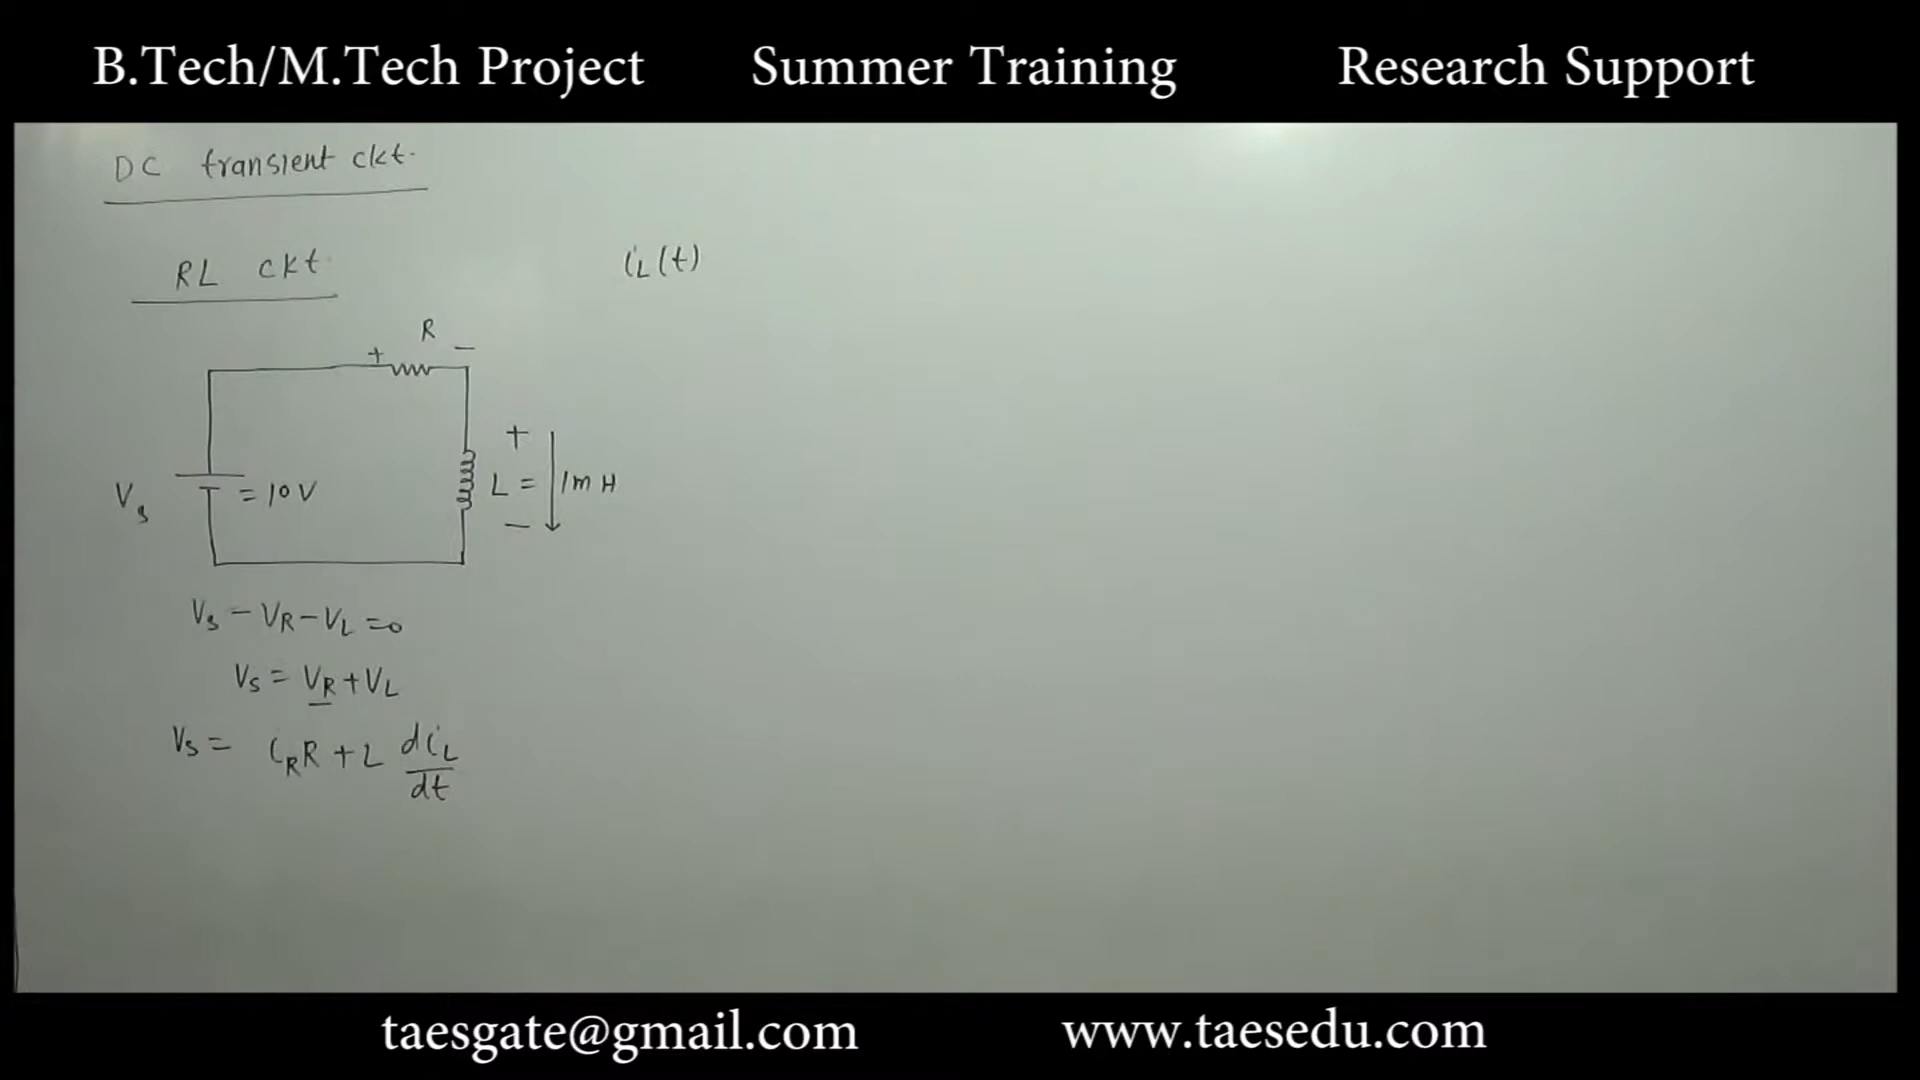 B.Tech/M.Tech Project Summer Training Research Support
DC transient ckt.
RL ckt.
iL(t)
R
+ −
+
Vs = 10V
L = 1mH
−
Vs − VR − VL = 0
Vs = VR + VL
Vs = iR R + L diL/dt
taesgate@gmail.com www.taesedu.com